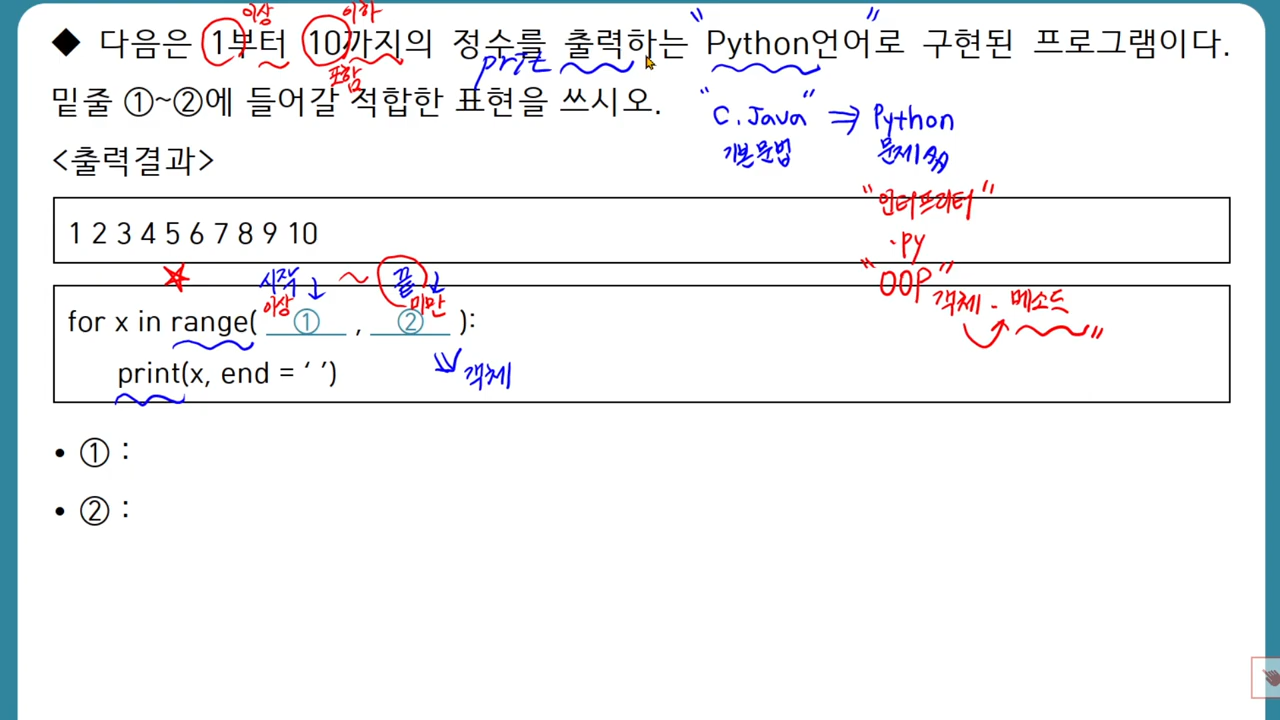 이상 이하 " "
◆ 다음은 1부터 10까지의 정수를 출력하는 Python언어로 구현된 프로그램이다.
포함
밑줄 ①~②에 들어갈 적합한 표현을 쓰시오. "C, Java" ⇒ Python
기본문법 문제
<출력결과>
"인터프리터"
1 2 3 4 5 6 7 8 9 10
.py
시작 ~ 끝 "OOP"
이상 미만 객체 - 메소드 "
for x in range( ① , ② ):
print(x, end = ‘ ’)
객체
• ① :
• ② :